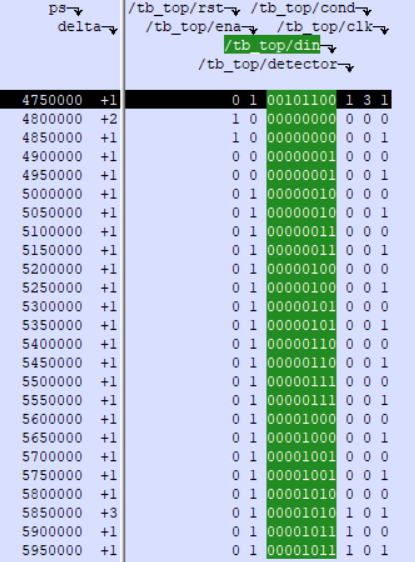 ps /tb_top/rst /tb_top/cond
delta /tb_top/ena /tb_top/clk
/tb_top/din
/tb_top/detector
4750000 +1 0 1 00101100 1 3 1
4800000 +2 1 0 00000000 0 0 0
4850000 +1 1 0 00000000 0 0 1
4900000 +1 0 0 00000001 0 0 0
4950000 +1 0 0 00000001 0 0 1
5000000 +1 0 1 00000010 0 0 0
5050000 +1 0 1 00000010 0 0 1
5100000 +1 0 1 00000011 0 0 0
5150000 +1 0 1 00000011 0 0 1
5200000 +1 0 1 00000100 0 0 0
5250000 +1 0 1 00000100 0 0 1
5300000 +1 0 1 00000101 0 0 0
5350000 +1 0 1 00000101 0 0 1
5400000 +1 0 1 00000110 0 0 0
5450000 +1 0 1 00000110 0 0 1
5500000 +1 0 1 00000111 0 0 0
5550000 +1 0 1 00000111 0 0 1
5600000 +1 0 1 00001000 0 0 0
5650000 +1 0 1 00001000 0 0 1
5700000 +1 0 1 00001001 0 0 0
5750000 +1 0 1 00001001 0 0 1
5800000 +1 0 1 00001010 0 0 0
5850000 +3 0 1 00001010 1 0 1
5900000 +1 0 1 00001011 1 0 0
5950000 +1 0 1 00001011 1 0 1